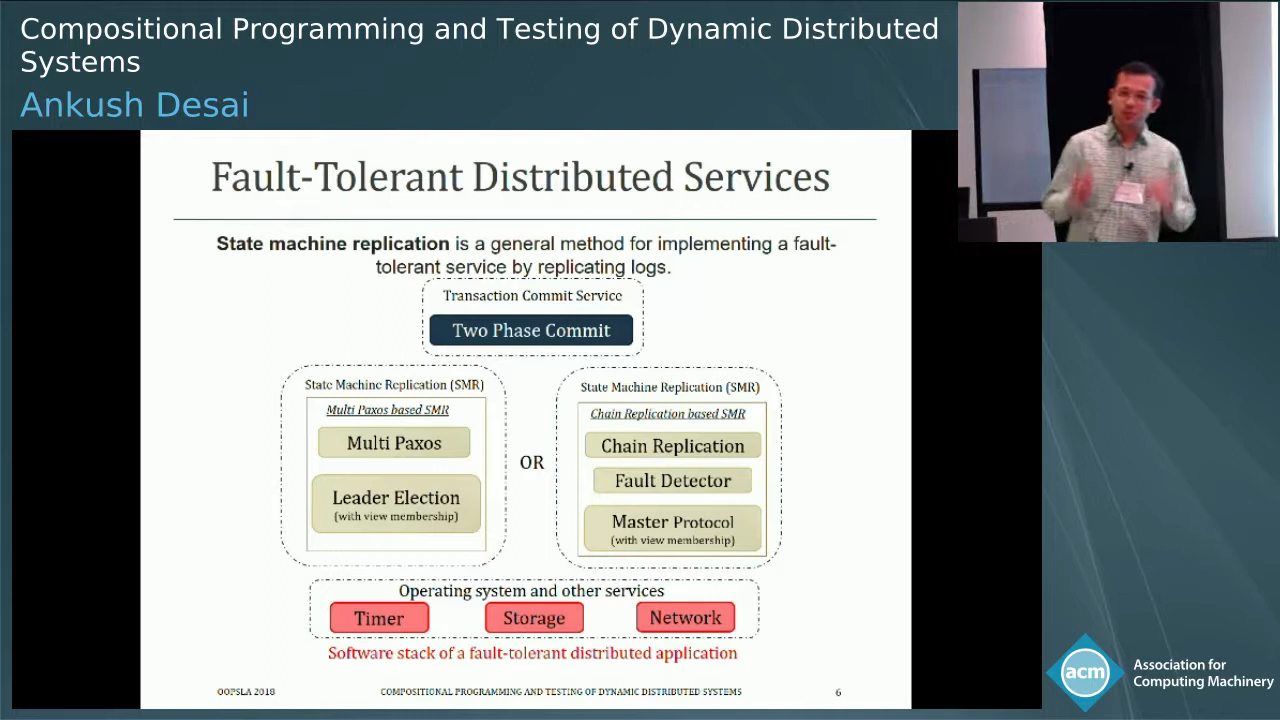 Compositional Programming and Testing of Dynamic Distributed
Systems
Ankush Desai
Fault-Tolerant Distributed Services
State machine replication is a general method for implementing a fault-
tolerant service by replicating logs.
Transaction Commit Service
Two Phase Commit
State Machine Replication (SMR)
Multi Paxos based SMR
Multi Paxos
Leader Election
(with view membership)
OR
State Machine Replication (SMR)
Chain Replication based SMR
Chain Replication
Fault Detector
Master Protocol
(with view membership)
Operating system and other services
Timer
Storage
Network
Software stack of a fault-tolerant distributed application
OOPSLA 2018
COMPOSITIONAL PROGRAMMING AND TESTING OF DYNAMIC DISTRIBUTED SYSTEMS
6
acm
Association for
Computing Machinery